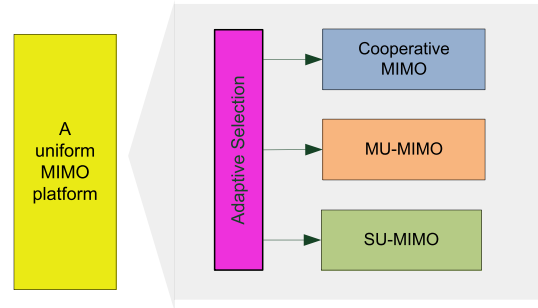 A
uniform
MIMO
platform
Adaptive Selection
Cooperative
MIMO
MU-MIMO
SU-MIMO